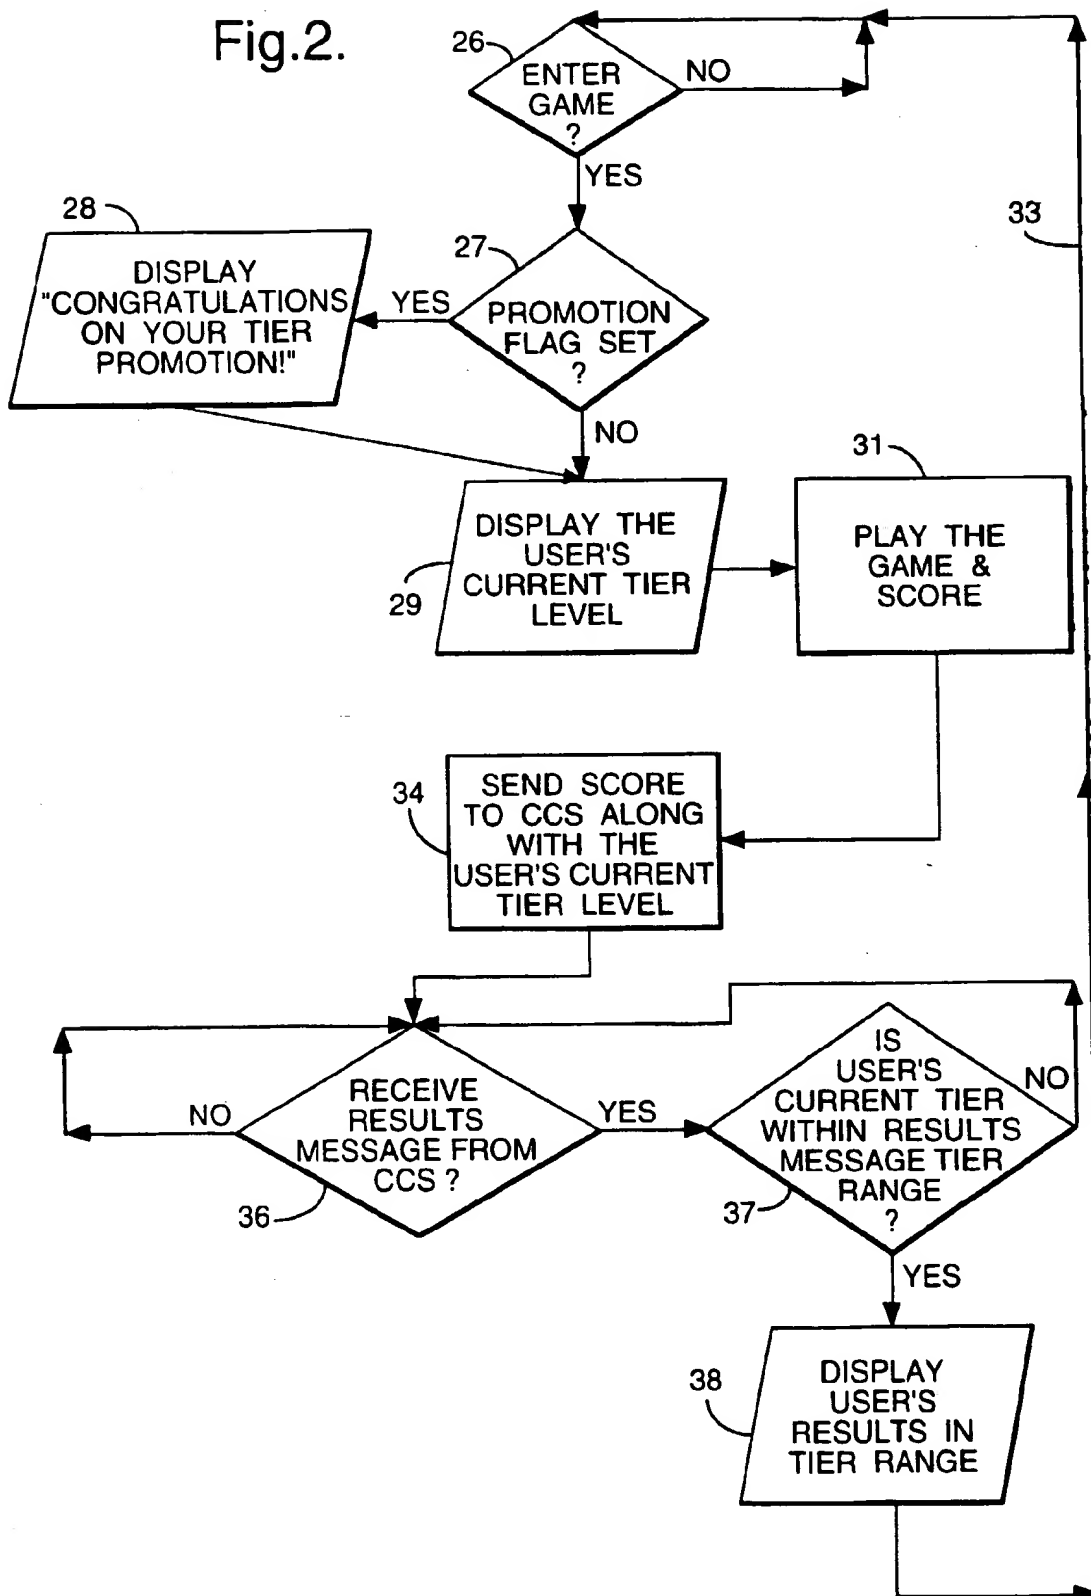 Fig.2.
26
ENTER
GAME
?
NO
YES
28
DISPLAY
"CONGRATULATIONS
ON YOUR TIER
PROMOTION!"
YES
27
PROMOTION
FLAG SET
?
NO
33
29
DISPLAY THE
USER'S
CURRENT TIER
LEVEL
31
PLAY THE
GAME &
SCORE
34
SEND SCORE
TO CCS ALONG
WITH THE
USER'S CURRENT
TIER LEVEL
NO
RECEIVE
RESULTS
MESSAGE FROM
CCS ?
36
YES
IS
USER'S
CURRENT TIER
WITHIN RESULTS
MESSAGE TIER
RANGE
?
37
NO
YES
38
DISPLAY
USER'S
RESULTS IN
TIER RANGE